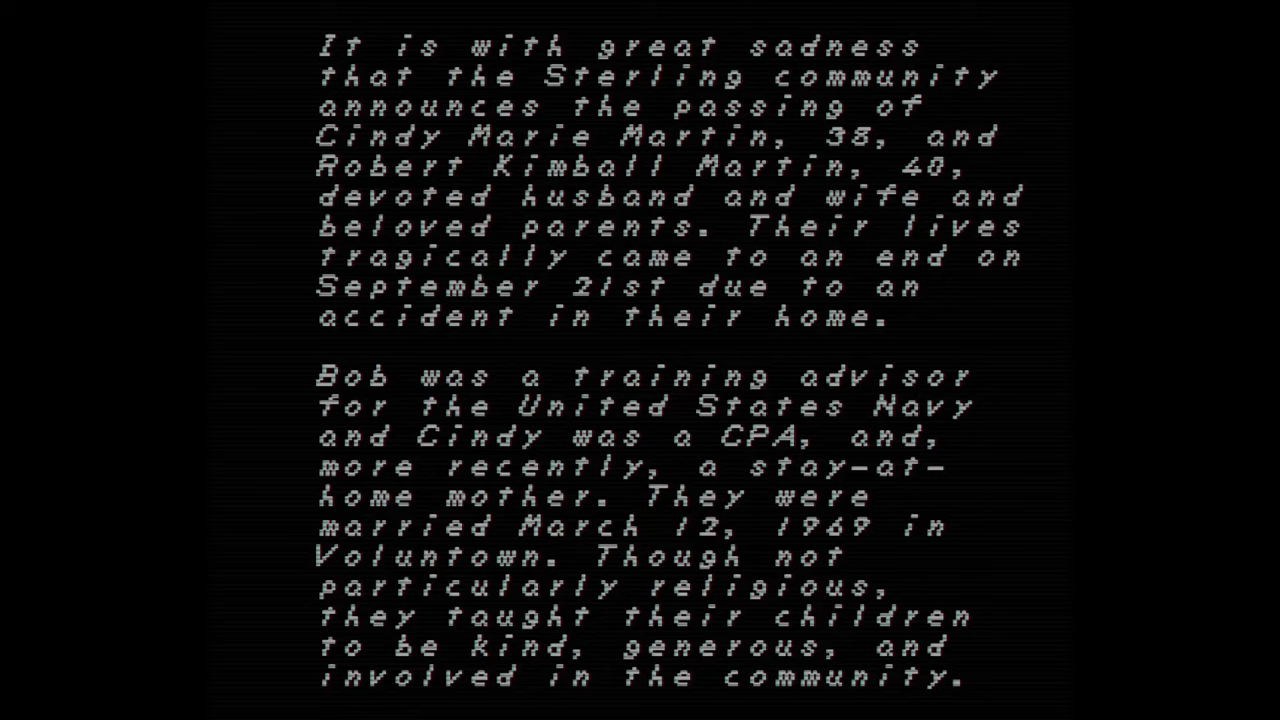 It is with great sadness
that the Sterling community
announces the passing of
Cindy Marie Martin, 38, and
Robert Kimball Martin, 40,
devoted husband and wife and
beloved parents. Their lives
tragically came to an end on
September 21st due to an
accident in their home.
Bob was a training advisor
for the United States Navy
and Cindy was a CPA, and,
more recently, a stay-at-
home mother. They were
married March 12, 1969 in
Voluntown. Though not
particularly religious,
they taught their children
to be kind, generous, and
involved in the community.